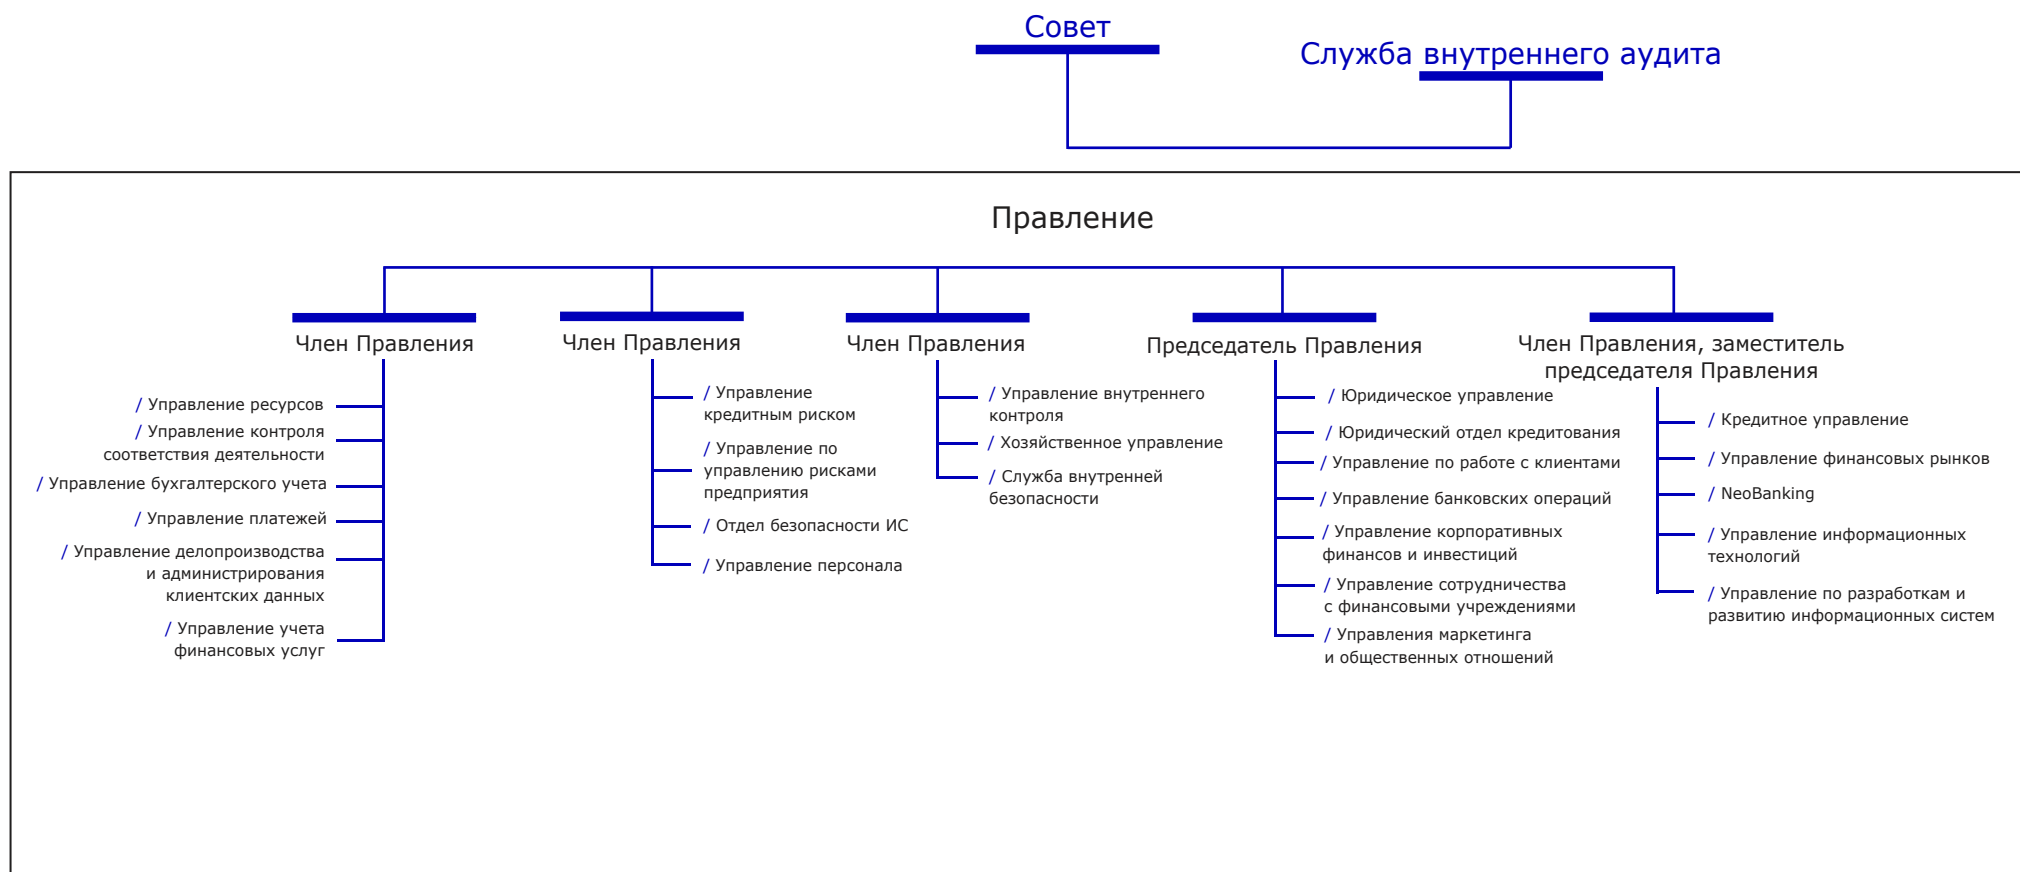 Совет
Служба внутреннего аудита
Правление
Член Правления
/ Управление ресурсов
/ Управление контроля
соответствия деятельности
/ Управление бухгалтерского учета
/ Управление платежей
/ Управление делопроизводства
и администрирования
клиентских данных
/ Управление учета
финансовых услуг
Член Правления
/ Управление
кредитным риском
/ Управление по
управлению рисками
предприятия
/ Отдел безопасности ИС
/ Управление персонала
Член Правления
/ Управление внутреннего
контроля
/ Хозяйственное управление
/ Служба внутренней
безопасности
Председатель Правления
/ Юридическое управление
/ Юридический отдел кредитования
/ Управление по работе с клиентами
/ Управление банковских операций
/ Управление корпоративных
финансов и инвестиций
/ Управление сотрудничества
с финансовыми учреждениями
/ Управления маркетинга
и общественных отношений
Член Правления, заместитель
председателя Правления
/ Кредитное управление
/ Управление финансовых рынков
/ NeoBanking
/ Управление информационных
технологий
/ Управление по разработкам и
развитию информационных систем